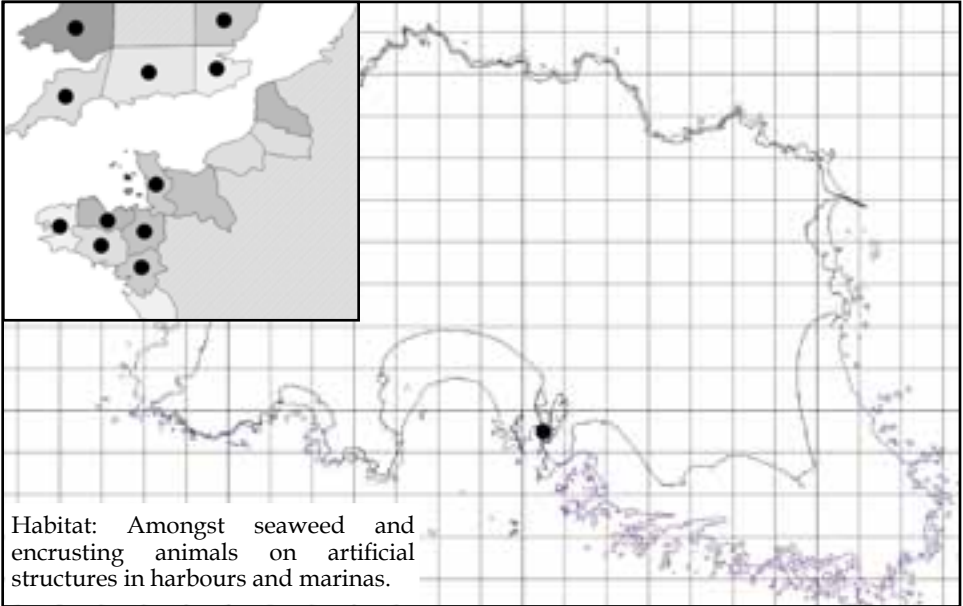 Habitat: Amongst seaweed and
encrusting animals on artificial
structures in harbours and marinas.